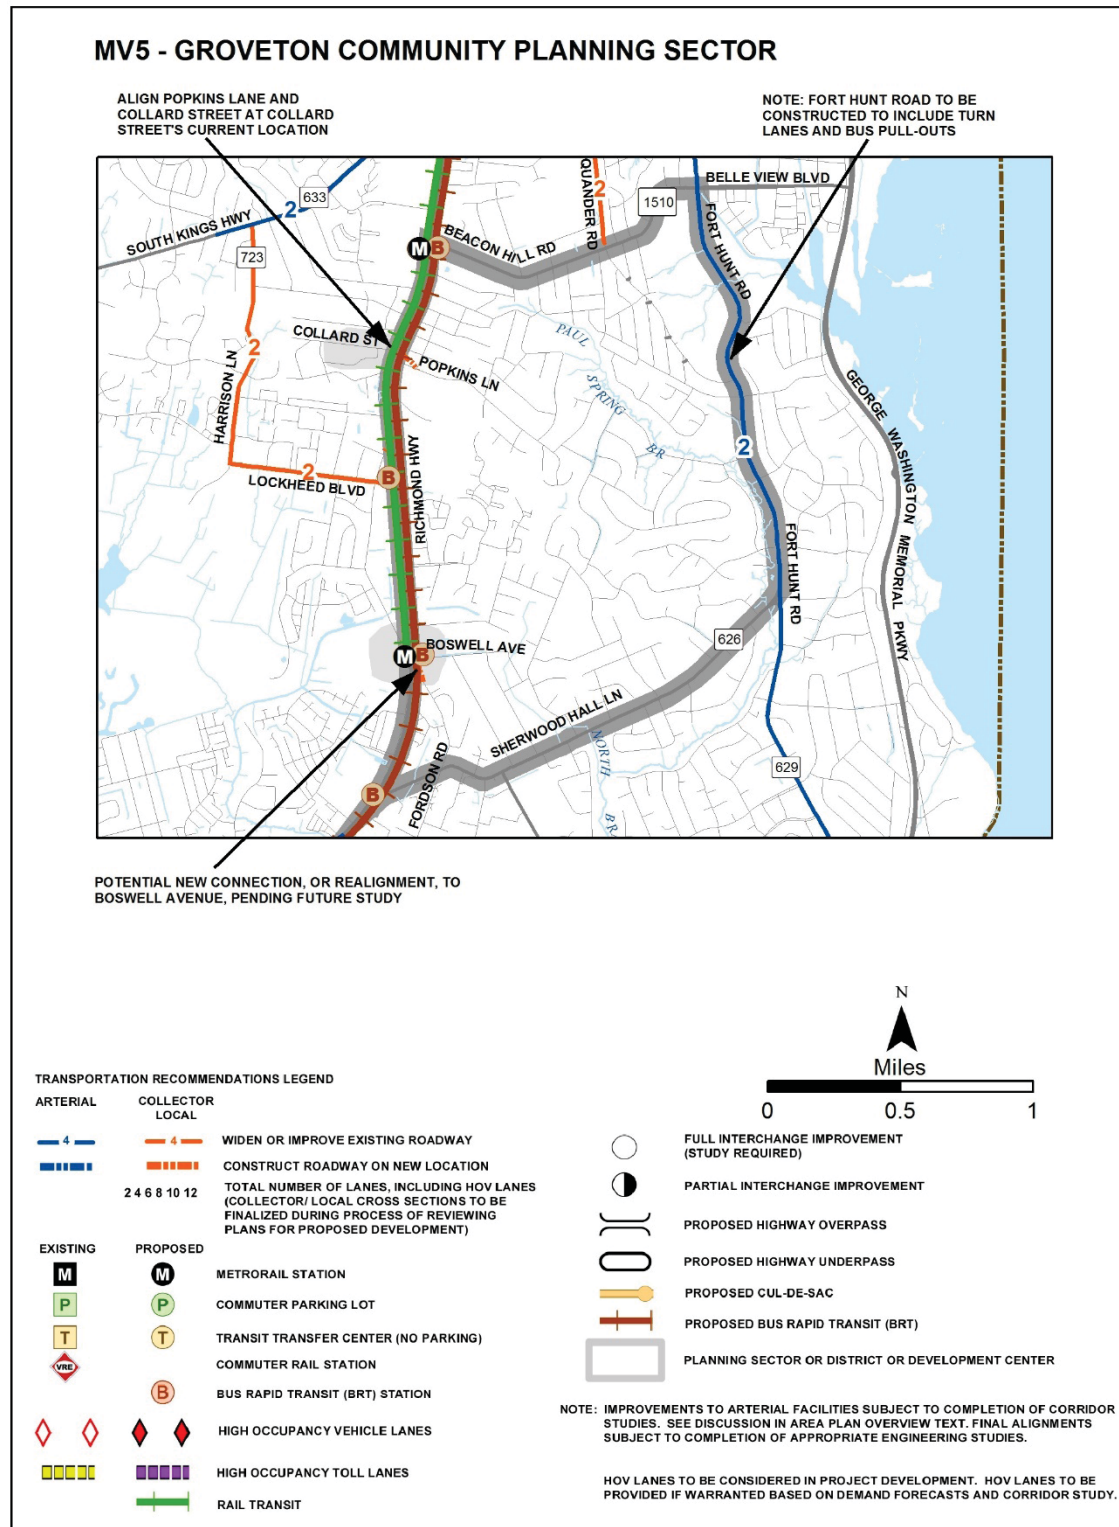 MV5 - GROVETON COMMUNITY PLANNING SECTOR
ALIGN POPKINS LANE AND
COLLARD STREET AT COLLARD
STREET'S CURRENT LOCATION
NOTE: FORT HUNT ROAD TO BE
CONSTRUCTED TO INCLUDE TURN
LANES AND BUS PULL-OUTS
BELLE VIEW BLVD
QUANDER RD
2
1510
633
2
SOUTH KINGS HWY
723
M
B
BEACON HILL RD
FORT HUNT RD
PAUL
SPRING
BR
COLLARD ST
POPKINS LN
2
HARRISON LN
GEORGE WASHINGTON MEMORIAL PKWY
2
2
LOCKHEED BLVD
B
RICHMOND HWY
FORT HUNT RD
626
BOSWELL AVE
M
B
SHERWOOD HALL LN
NORTH
BR
FORDSON RD
629
B
POTENTIAL NEW CONNECTION, OR REALIGNMENT, TO
BOSWELL AVENUE, PENDING FUTURE STUDY
N
Miles
0 0.5 1
TRANSPORTATION RECOMMENDATIONS LEGEND
ARTERIAL
COLLECTOR
LOCAL
4 4 WIDEN OR IMPROVE EXISTING ROADWAY
CONSTRUCT ROADWAY ON NEW LOCATION
2 4 6 8 10 12
TOTAL NUMBER OF LANES, INCLUDING HOV LANES
(COLLECTOR/ LOCAL CROSS SECTIONS TO BE
FINALIZED DURING PROCESS OF REVIEWING
PLANS FOR PROPOSED DEVELOPMENT)
EXISTING PROPOSED
M M METRORAIL STATION
P P COMMUTER PARKING LOT
T T TRANSIT TRANSFER CENTER (NO PARKING)
VRE COMMUTER RAIL STATION
B BUS RAPID TRANSIT (BRT) STATION
HIGH OCCUPANCY VEHICLE LANES
HIGH OCCUPANCY TOLL LANES
RAIL TRANSIT
FULL INTERCHANGE IMPROVEMENT
(STUDY REQUIRED)
PARTIAL INTERCHANGE IMPROVEMENT
PROPOSED HIGHWAY OVERPASS
PROPOSED HIGHWAY UNDERPASS
PROPOSED CUL-DE-SAC
PROPOSED BUS RAPID TRANSIT (BRT)
PLANNING SECTOR OR DISTRICT OR DEVELOPMENT CENTER
NOTE: IMPROVEMENTS TO ARTERIAL FACILITIES SUBJECT TO COMPLETION OF CORRIDOR
STUDIES. SEE DISCUSSION IN AREA PLAN OVERVIEW TEXT. FINAL ALIGNMENTS
SUBJECT TO COMPLETION OF APPROPRIATE ENGINEERING STUDIES.
HOV LANES TO BE CONSIDERED IN PROJECT DEVELOPMENT. HOV LANES TO BE
PROVIDED IF WARRANTED BASED ON DEMAND FORECASTS AND CORRIDOR STUDY.